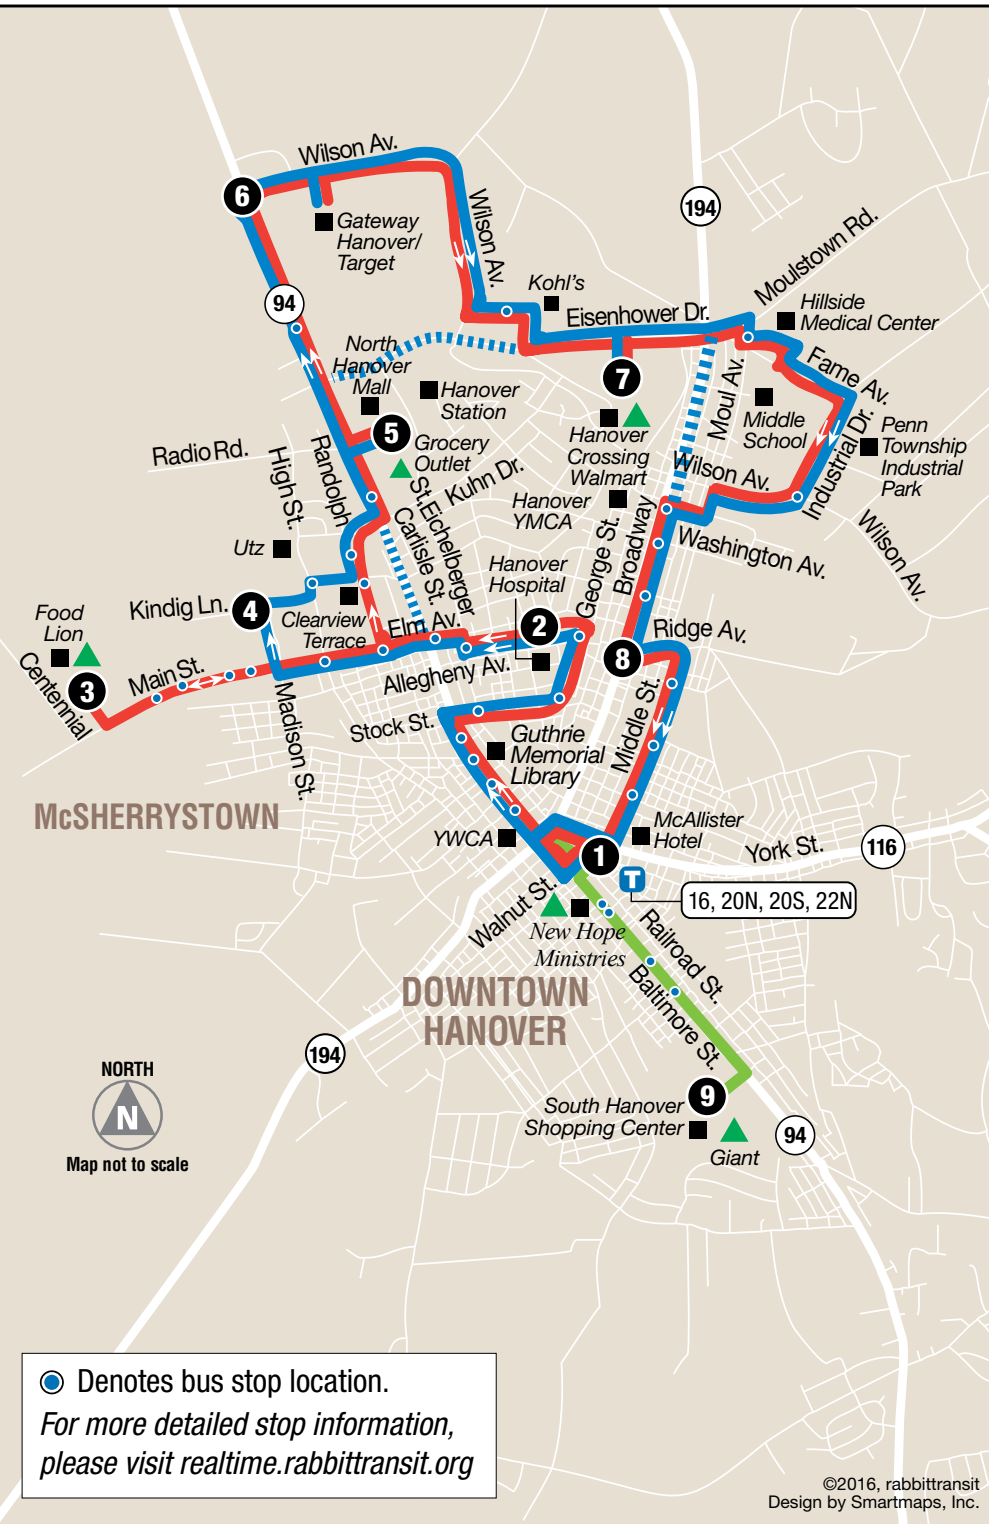 Wilson Av.
6
Gateway
Hanover/
Target
Wilson Av.
194
Moulstown Rd.
Kohl's
Eisenhower Dr.
Hillside
Medical Center
94
North
Hanover
Mall
Hanover
Station
7
Moul Av.
Fame Av.
Middle
School
Industrial Dr.
Penn
Township
Industrial
Park
5
Grocery
Outlet
Hanover
Crossing
Walmart
Radio Rd.
High St.
Randolph
St.
Kuhn Dr.
Eichelberger
Carlisle St.
Hanover
YMCA
Wilson Av.
George St.
Broadway
Washington Av.
Wilson Av.
Utz
Hanover
Hospital
Kindig Ln.
4
Clearview
Terrace
Elm Av.
2
Ridge Av.
8
Food
Lion
3
Centennial
Main St.
Allegheny Av.
Madison St.
Stock St.
Middle St.
Guthrie
Memorial
Library
McSHERRYSTOWN
YWCA
McAllister
Hotel
York St.
116
1
T
16, 20N, 20S, 22N
Walnut St.
New Hope
Ministries
Railroad St.
Baltimore St.
DOWNTOWN
HANOVER
194
NORTH
N
Map not to scale
9
South Hanover
Shopping Center
94
Giant
Denotes bus stop location.
For more detailed stop information,
please visit realtime.rabbittransit.org
©2016, rabbittransit
Design by Smartmaps, Inc.